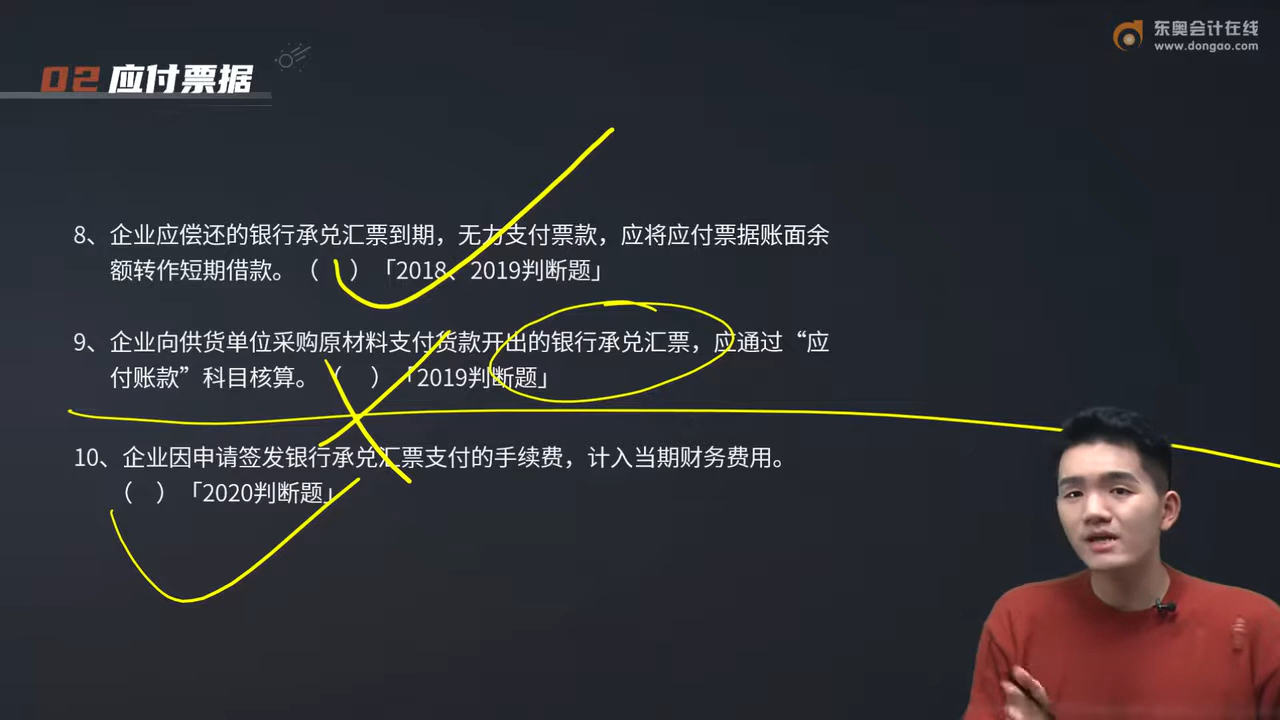 东奥会计在线
www.dongao.com
02 应付票据
8、企业应偿还的银行承兑汇票到期，无力支付票款，应将应付票据账面余
额转作短期借款。（ ）「2018、2019判断题」
9、企业向供货单位采购原材料支付货款开出的银行承兑汇票，应通过“应
付账款”科目核算。（ ）「2019判断题」
10、企业因申请签发银行承兑汇票支付的手续费，计入当期财务费用。
（ ）「2020判断题」